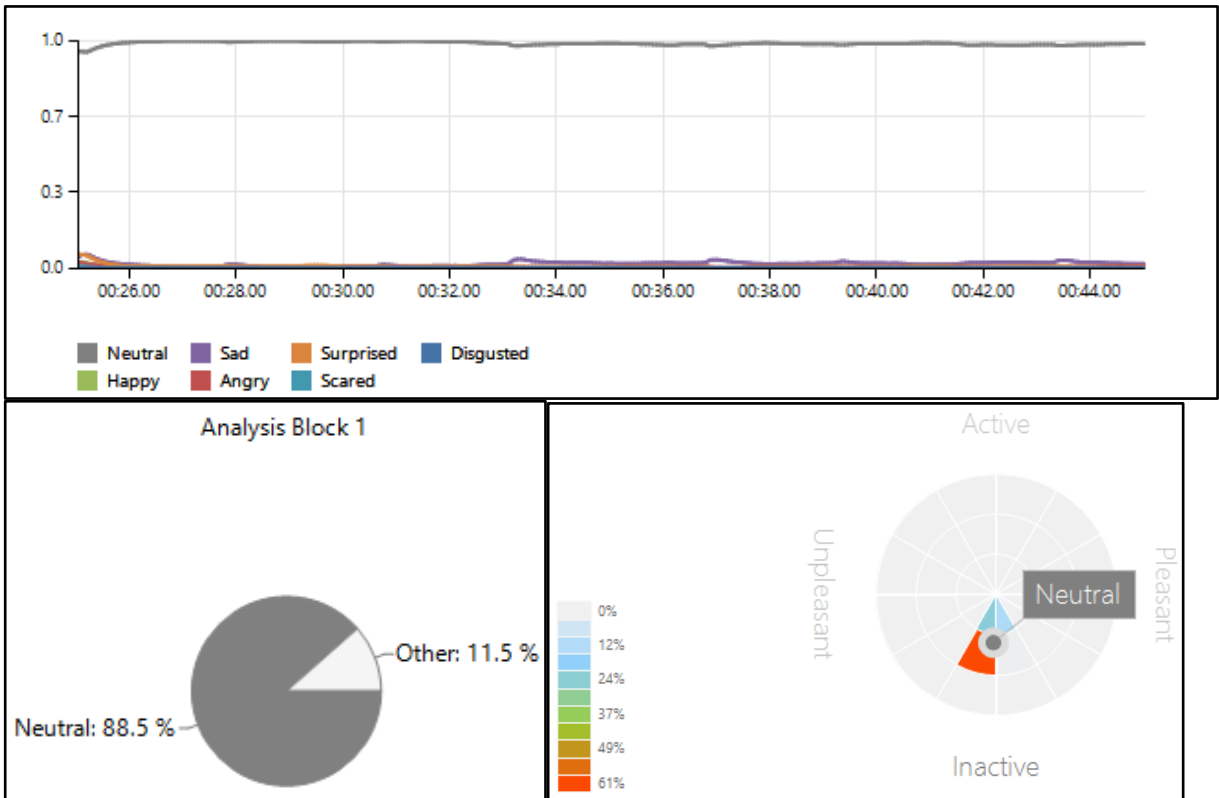 1.0
0.7
0.3
0.0
00:26.00 00:28.00 00:30.00 00:32.00 00:34.00 00:36.00 00:38.00 00:40.00 00:42.00 00:44.00
Neutral Sad Surprised Disgusted
Happy Angry Scared
Analysis Block 1
Other: 11.5 %
Neutral: 88.5 %
Active
Unpleasant
Pleasant
Neutral
Inactive
0%
12%
24%
37%
49%
61%